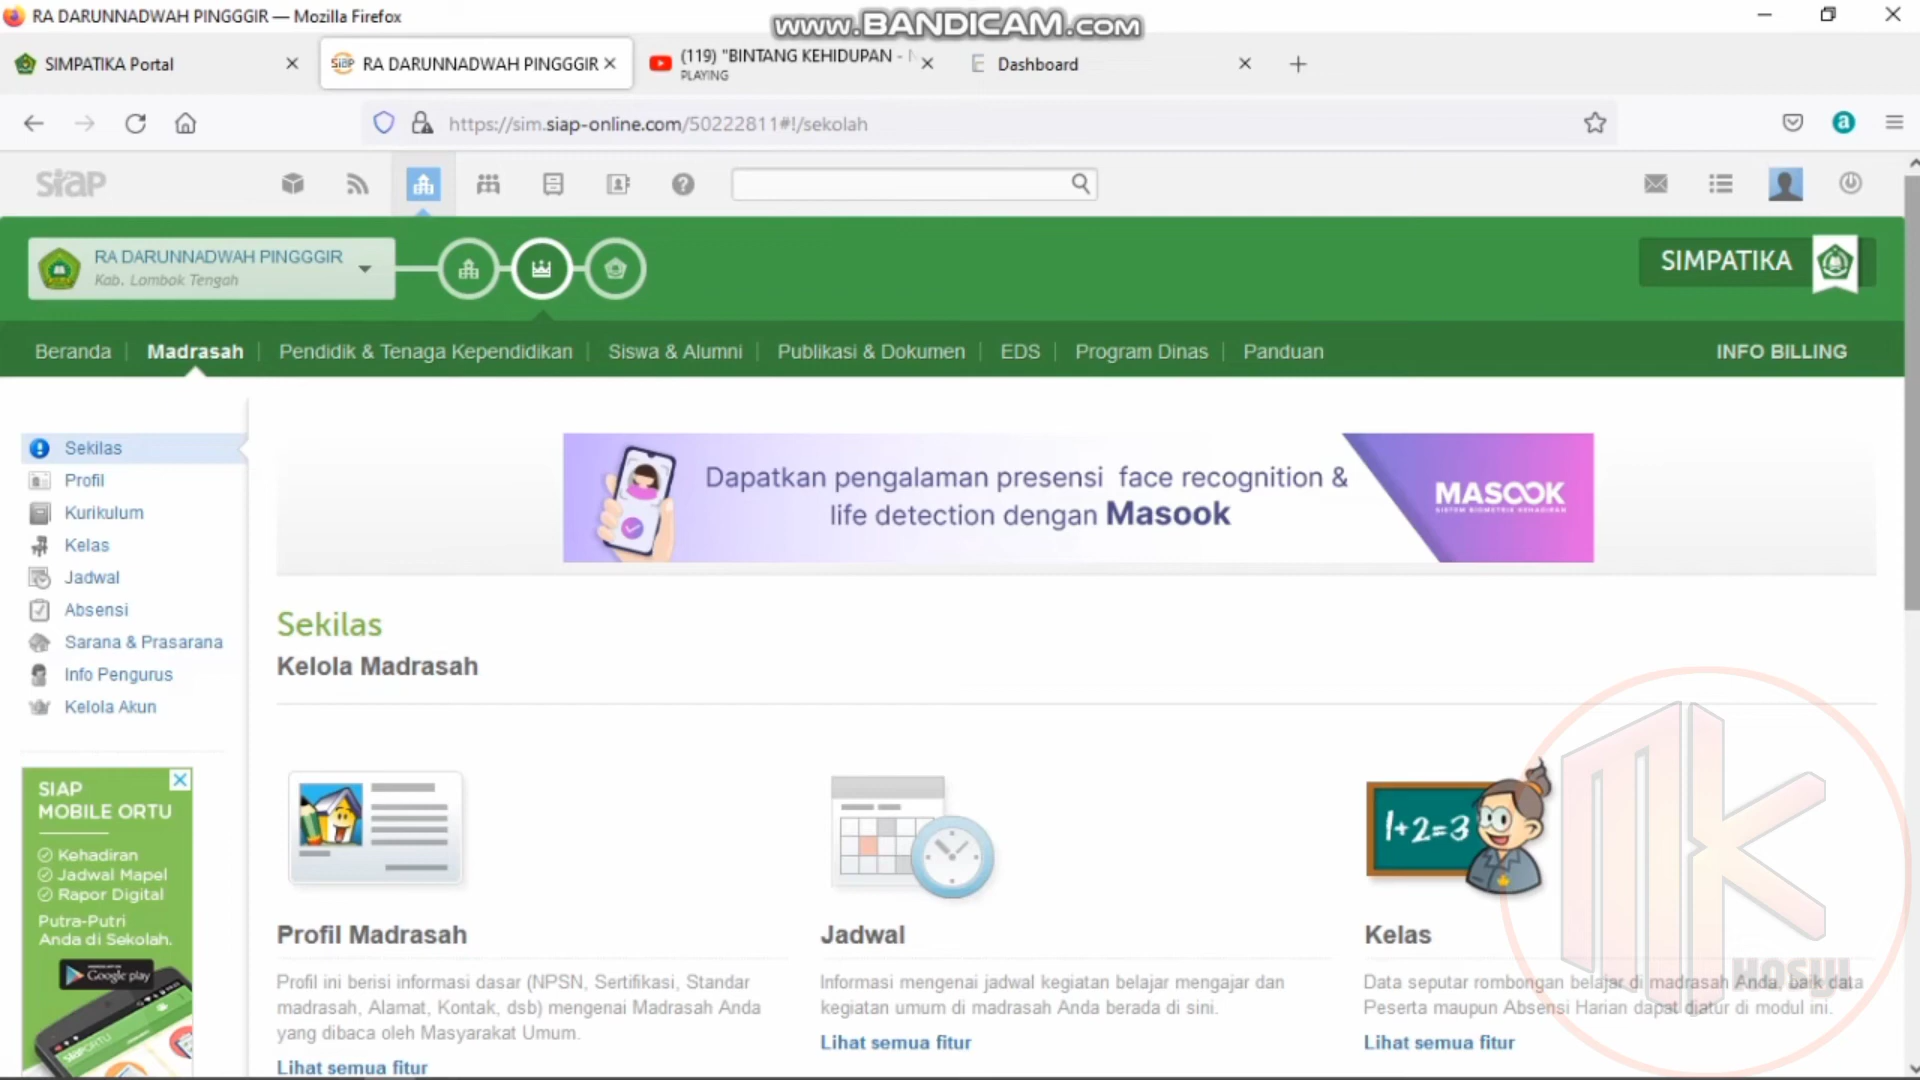 RA DARUNNADWAH PINGGGIR — Mozilla Firefox
www.BANDICAM.com
SIMPATIKA Portal
RA DARUNNADWAH PINGGGIR
(119) "BINTANG KEHIDUPAN -
PLAYING
Dashboard
https://sim.siap-online.com/50222811#!/sekolah
siap
RA DARUNNADWAH PINGGGIR
Kab. Lombok Tengah
SIMPATIKA
Beranda
Madrasah
Pendidik & Tenaga Kependidikan
Siswa & Alumni
Publikasi & Dokumen
EDS
Program Dinas
Panduan
INFO BILLING
Sekilas
Profil
Kurikulum
Kelas
Jadwal
Absensi
Sarana & Prasarana
Info Pengurus
Kelola Akun
Dapatkan pengalaman presensi face recognition &
life detection dengan Masook
MASOOK
SISTEM BIOMETRIK KEHADIRAN
Sekilas
Kelola Madrasah
SIAP
MOBILE ORTU
Kehadiran
Jadwal Mapel
Rapor Digital
Putra-Putri
Anda di Sekolah.
Google play
1+2=3
Profil Madrasah
Profil ini berisi informasi dasar (NPSN, Sertifikasi, Standar
madrasah, Alamat, Kontak, dsb) mengenai Madrasah Anda
yang dibaca oleh Masyarakat Umum.
Lihat semua fitur
Jadwal
Informasi mengenai jadwal kegiatan belajar mengajar dan
kegiatan umum di madrasah Anda berada di sini.
Lihat semua fitur
Kelas
Data seputar rombongan belajar di madrasah Anda, baik data
Peserta maupun Absensi Harian dapat diatur di modul ini.
Lihat semua fitur
MK